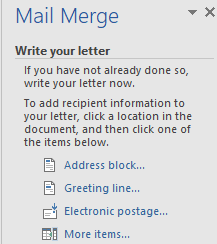 Mail Merge
Write your letter
If you have not already done so,
write your letter now.
To add recipient information to
your letter, click a location in the
document, and then click one of
the items below.
Address block...
Greeting line...
Electronic postage...
More items...